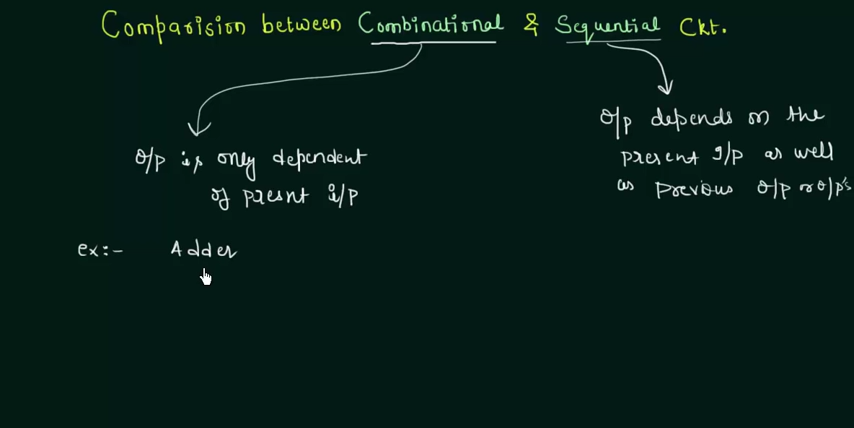 Comparision between Combinational & Sequential Ckt.
O/p is only dependent
of present i/p
O/p depends on the
present I/p as well
as previous O/p or O/p's
ex:- Adder